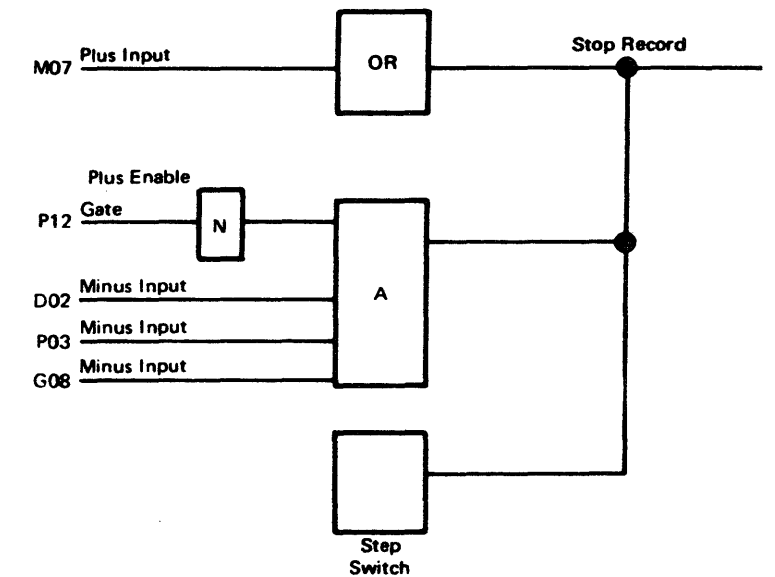 Plus Input
M07
OR
Stop Record
Plus Enable
Gate
P12
N
Minus Input
D02
A
Minus Input
P03
Minus Input
G08
Step
Switch